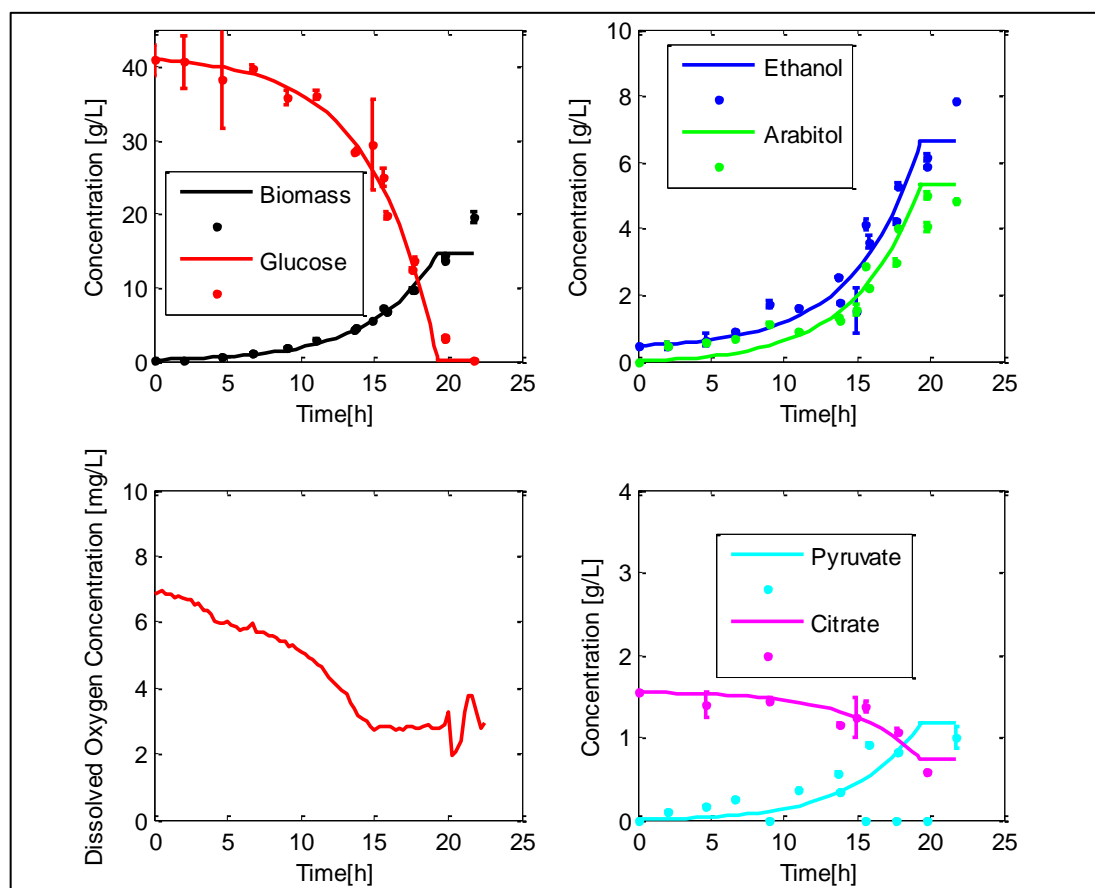 Concentration [g/L]
40
30
20
10
0
Biomass
Glucose
0 5 10 15 20 25
Time[h]
Concentration [g/L]
10
8
6
4
2
0
Ethanol
Arabitol
0 5 10 15 20 25
Time[h]
Dissolved Oxygen Concentration [mg/L]
10
8
6
4
2
0
0 5 10 15 20 25
Time[h]
Concentration [g/L]
4
3
2
1
0
Pyruvate
Citrate
0 5 10 15 20 25
Time[h]